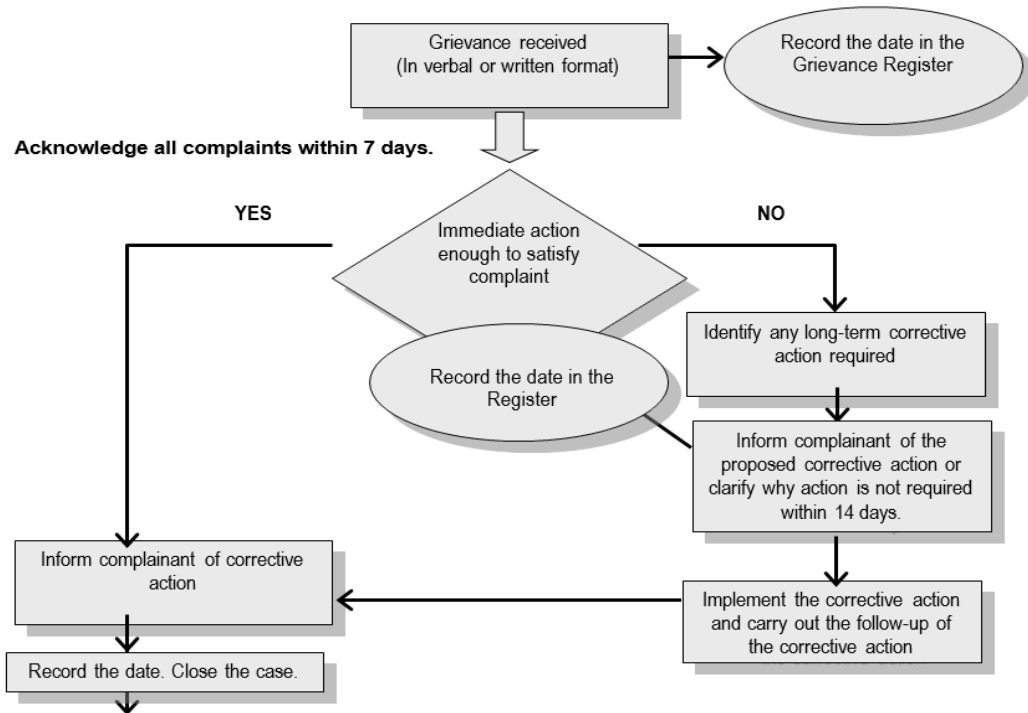 Grievance received
(In verbal or written format)
Record the date in the
Grievance Register
Acknowledge all complaints within 7 days.
YES
NO
Immediate action
enough to satisfy
complaint
Identify any long-term corrective
action required
Record the date in the
Register
Inform complainant of the
proposed corrective action or
clarify why action is not required
within 14 days.
Inform complainant of corrective
action
Implement the corrective action
and carry out the follow-up of
the corrective action
Record the date. Close the case.